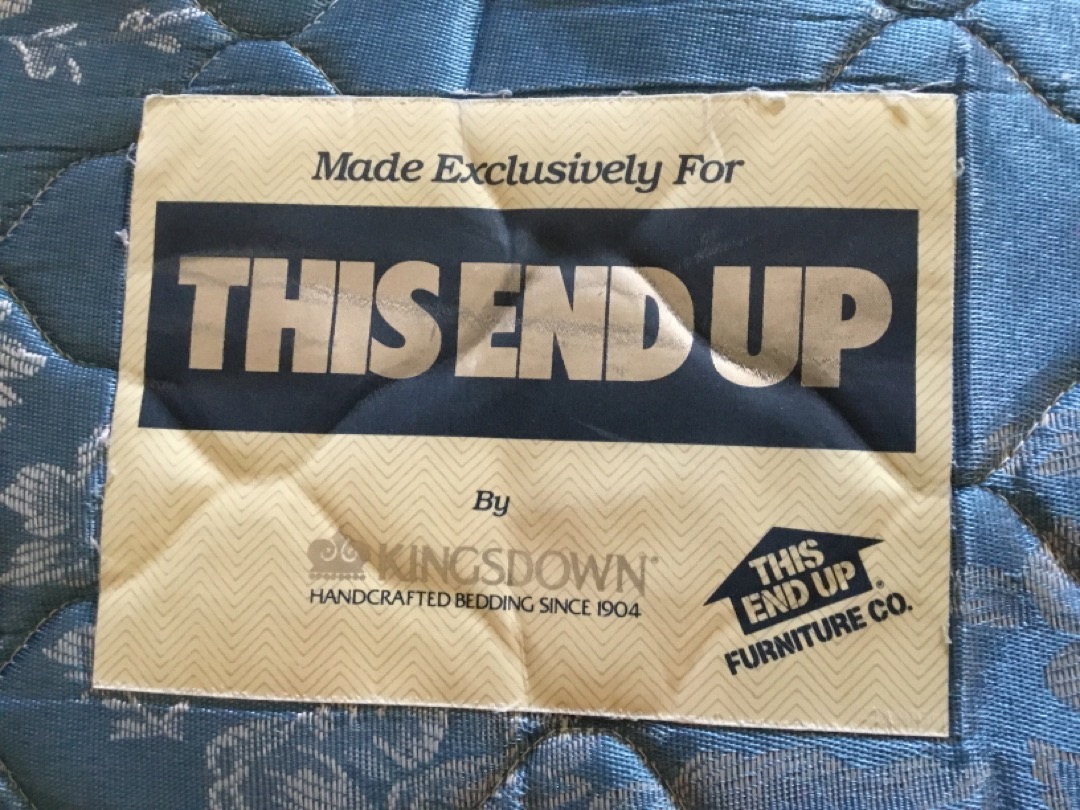 Made Exclusively For
THIS END UP
By
KINGSDOWN®
HANDCRAFTED BEDDING SINCE 1904
THIS
END UP®
FURNITURE CO.